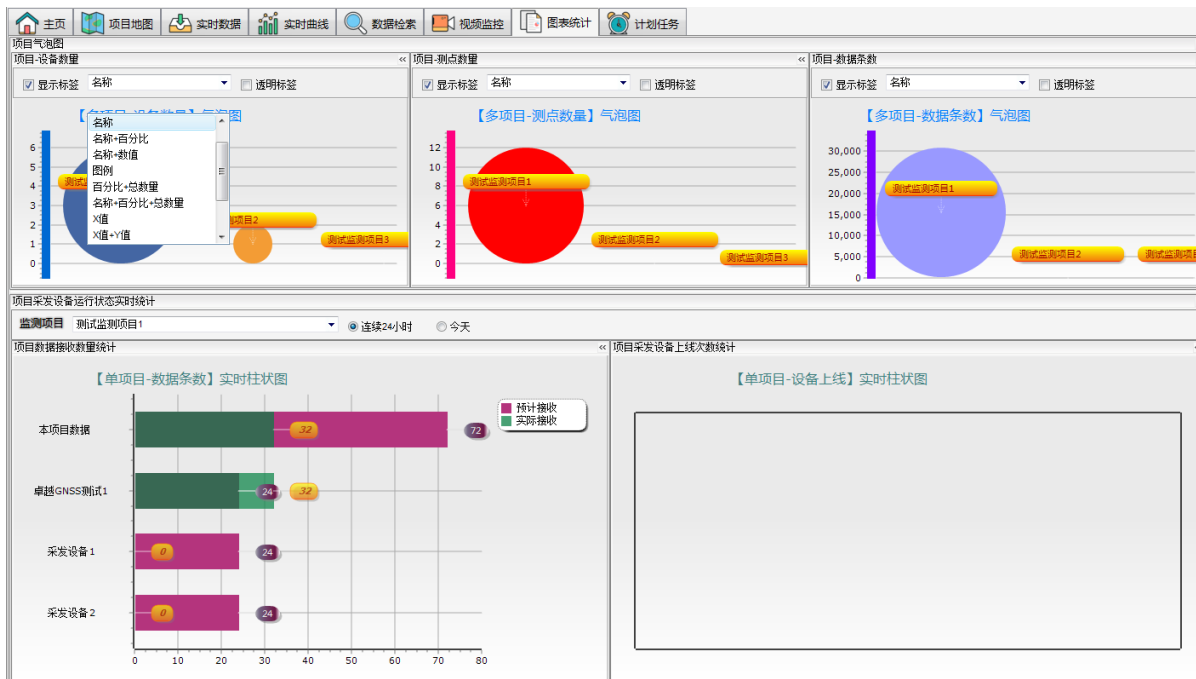 主页 项目地图 实时数据 实时曲线 数据检索 视频监控 图表统计 计划任务
项目气泡图
项目-设备数量
显示标签 名称 透明标签
名称
名称+百分比
名称+数值
图例
百分比+总数量
名称+百分比+总数量
X值
X值+Y值
6
5
4
3
2
1
0
项目2
测试监测项目3
项目-测点数量
显示标签 名称 透明标签
【多项目-测点数量】气泡图
12
10
8
6
4
2
0
测试监测项目1
测试监测项目2
测试监测项目3
项目-数据条数
显示标签 名称 透明标签
【多项目-数据条数】气泡图
30,000
25,000
20,000
15,000
10,000
5,000
0
测试监测项目1
测试监测项目2
测试监测项目
项目采发设备运行状态实时统计
监测项目 测试监测项目1 连续24小时 今天
项目数据接收数量统计
【单项目-数据条数】实时柱状图
预计接收
实际接收
本项目数据 32 72
卓越GNSS测试1 24 32
采发设备1 0 24
采发设备2 0 24
0 10 20 30 40 50 60 70 80
项目采发设备上线次数统计
【单项目-设备上线】实时柱状图